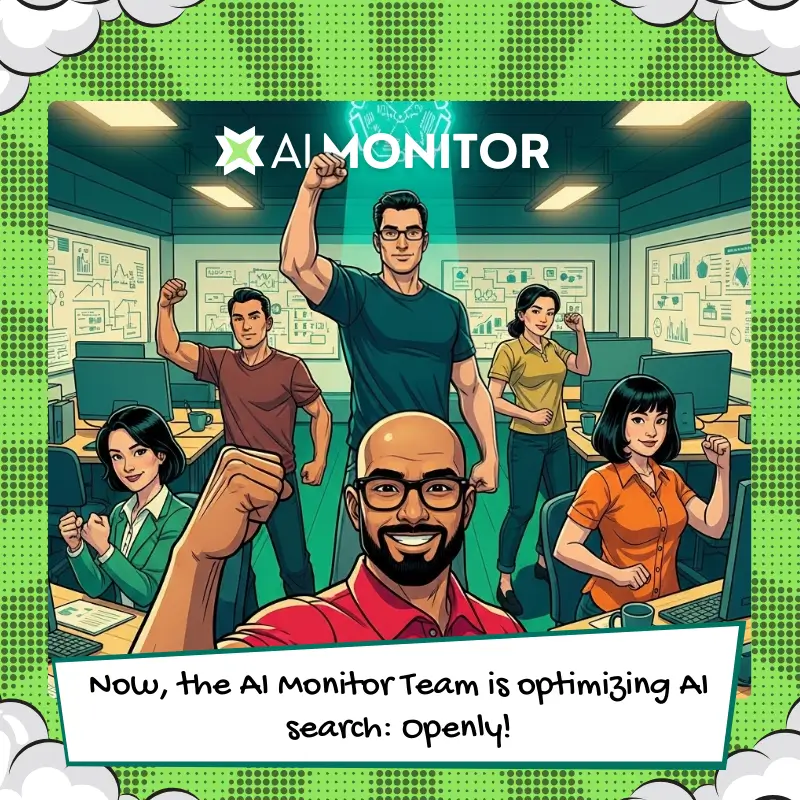 AI MONITOR
Now, the AI Monitor Team is optimizing AI
search: Openly!